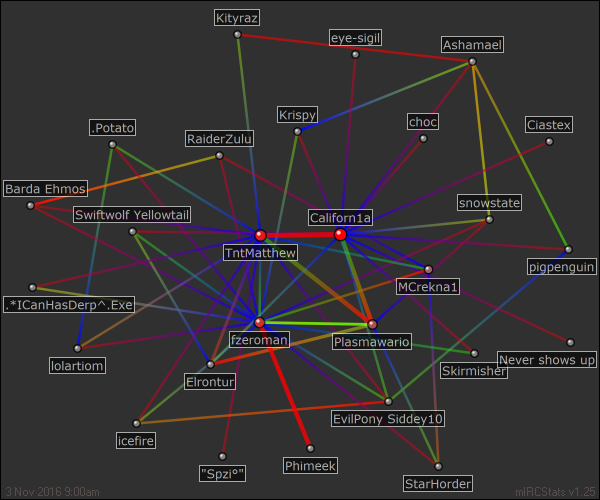 Kityraz
eye-sigil
Ashamael
Krispy
choc
Ciastex
.Potato
RaiderZulu
Barda Ehmos
Swiftwolf Yellowtail
Californ1a
snowstate
TntMatthew
pigpenguin
MCrekna1
.*ICanHasDerp^.Exe
fzeroman
Plasmawario
lolartiom
Elrontur
Skirmisher
Never shows up
EvilPony Siddey10
icefire
"Spzi°"
Phimeek
StarHorder
3 Nov 2016 9:00am
mIRCStats v1.25